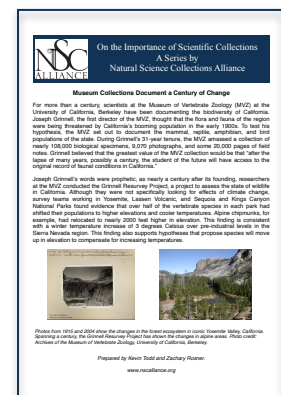 NSC
ALLIANCE
On the Importance of Scientific Collections
A Series by
Natural Science Collections Alliance
Museum Collections Document a Century of Change
For more than a century, scientists at the Museum of Vertebrate Zoology (MVZ) at the
University of California, Berkeley have been documenting the biodiversity of California.
Joseph Grinnell, the first director of the MVZ, thought that the flora and fauna of the region
were being threatened by California's booming population in the early 1900s. To test his
hypothesis, the MVZ set out to document the mammal, reptile, amphibian, and bird
populations of the state. During Grinnell's 31-year tenure, the MVZ amassed a collection of
nearly 108,000 biological specimens, 9,070 photographs, and some 20,000 pages of field
notes. Grinnell believed that the greatest value of the MVZ collection would be that "after the
lapse of many years, possibly a century, the student of the future will have access to the
original record of faunal conditions in California."
Joseph Grinnell's words were prophetic, as nearly a century after its founding, researchers
at the MVZ conducted the Grinnell Resurvey Project, a project to assess the state of wildlife
in California. Although they were not specifically looking for effects of climate change,
survey teams working in Yosemite, Lassen Volcanic, and Sequoia and Kings Canyon
National Parks found evidence that over half of the vertebrate species in each park had
shifted their populations to higher elevations and cooler temperatures. Alpine chipmunks, for
example, had relocated to nearly 2000 feet higher in elevation. This finding is consistent
with a winter temperature increase of 3 degrees Celsius over pre-industrial levels in the
Sierra Nevada region. This finding also supports hypotheses that propose species will move
up in elevation to compensate for increasing temperatures.
Photos from 1915 and 2004 show the changes in the forest ecosystem in iconic Yosemite Valley, California.
Spanning a century, the Grinnell Resurvey Project has shown the changes in alpine areas. Photo credit:
Archives of the Museum of Vertebrate Zoology, University of California, Berkeley.
Prepared by Kevin Todd and Zachary Rosner.
www.nscalliance.org